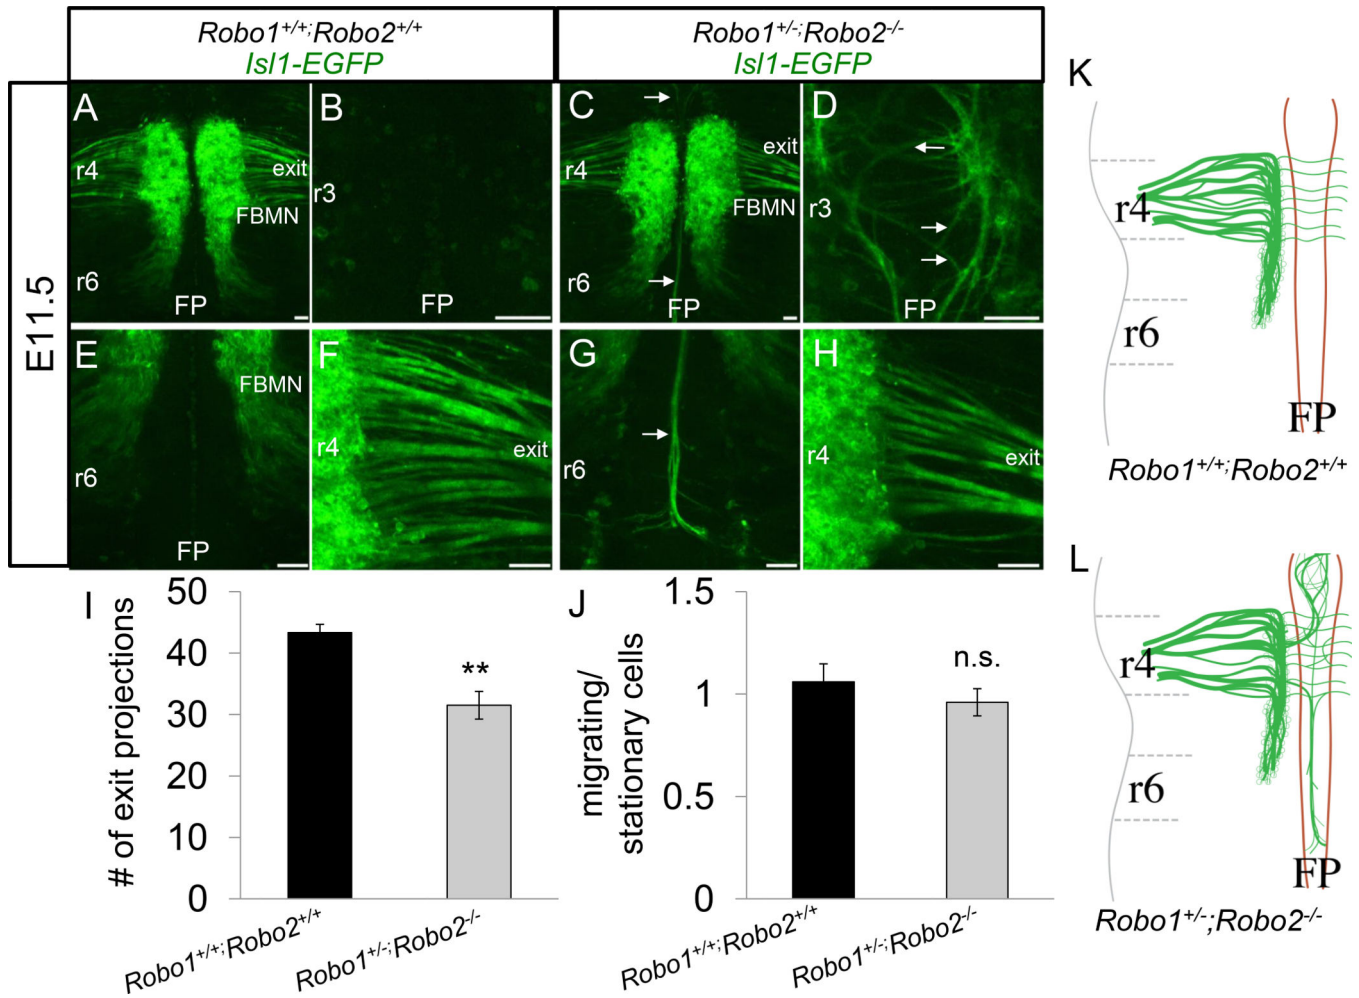 Robo1+/+;Robo2+/+
Isl1-EGFP
Robo1+/-;Robo2-/-
Isl1-EGFP
E11.5
A
r4
exit
FBMN
r6
FP
B
r3
FP
C
r4
exit
FBMN
r6
FP
D
r3
FP
E
FBMN
r6
FP
F
r4
exit
G
r6
FP
H
r4
exit
I
# of exit projections
50
40
30
20
10
0
**
Robo1+/+;Robo2+/+
Robo1+/-;Robo2-/-
J
migrating/
stationary cells
1.5
1
0.5
0
n.s.
Robo1+/+;Robo2+/+
Robo1+/-;Robo2-/-
K
r4
r6
FP
Robo1+/+;Robo2+/+
L
r4
r6
FP
Robo1+/-;Robo2-/-